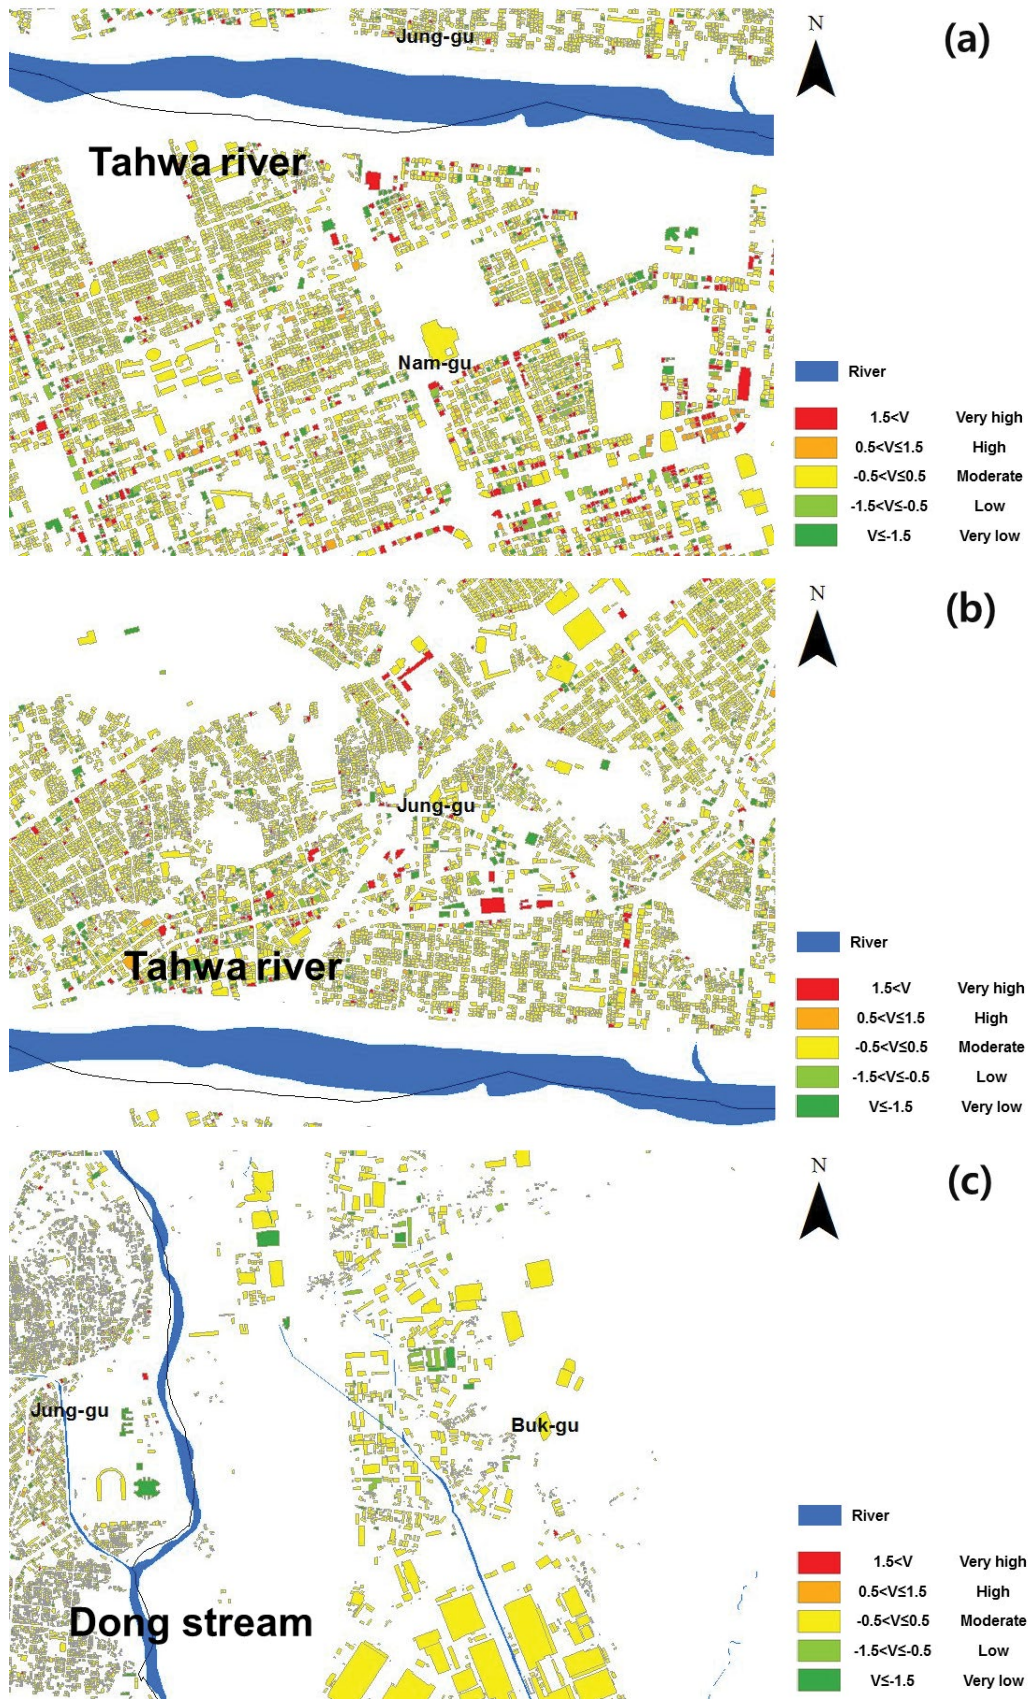 Jung-gu
N
(a)
Tahwa river
Nam-gu
River
1.5<V Very high
0.5<V≤1.5 High
-0.5<V≤0.5 Moderate
-1.5<V≤-0.5 Low
V≤-1.5 Very low
N
(b)
Jung-gu
Tahwa river
River
1.5<V Very high
0.5<V≤1.5 High
-0.5<V≤0.5 Moderate
-1.5<V≤-0.5 Low
V≤-1.5 Very low
N
(c)
Jung-gu
Buk-gu
Dong stream
River
1.5<V Very high
0.5<V≤1.5 High
-0.5<V≤0.5 Moderate
-1.5<V≤-0.5 Low
V≤-1.5 Very low